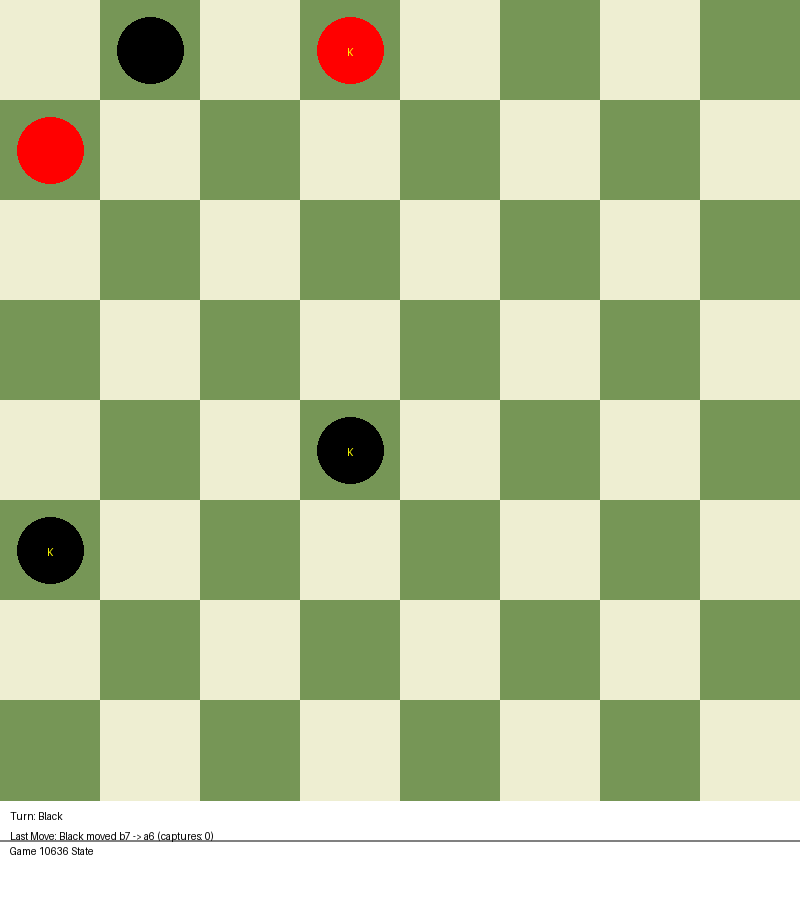 K
K
K
Turn: Black
Last Move: Black moved b7 -> a6 (captures: 0)
Game 10636 State